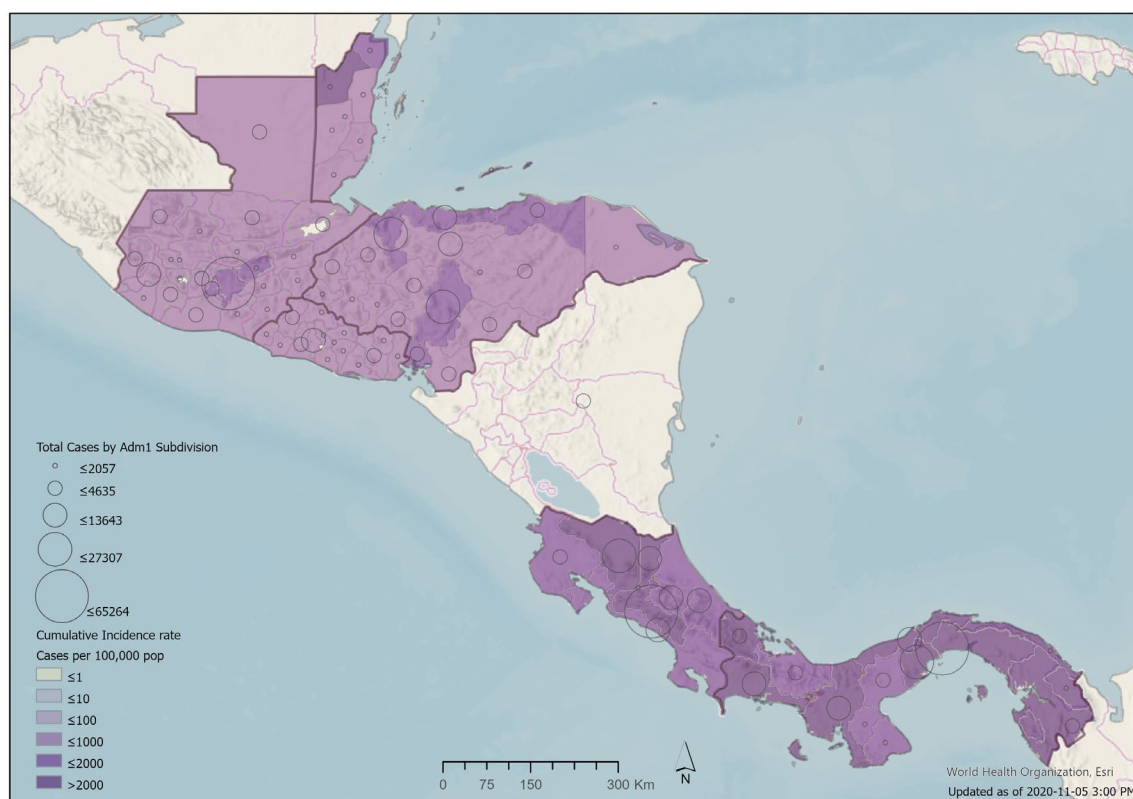 Total Cases by Adm1 Subdivision
≤2057
≤4635
≤13643
≤27307
≤65264
Cumulative Incidence rate
Cases per 100,000 pop
≤1
≤10
≤100
≤1000
≤2000
>2000
0 75 150 300 Km
N
World Health Organization, Esri
Updated as of 2020-11-05 3:00 PM